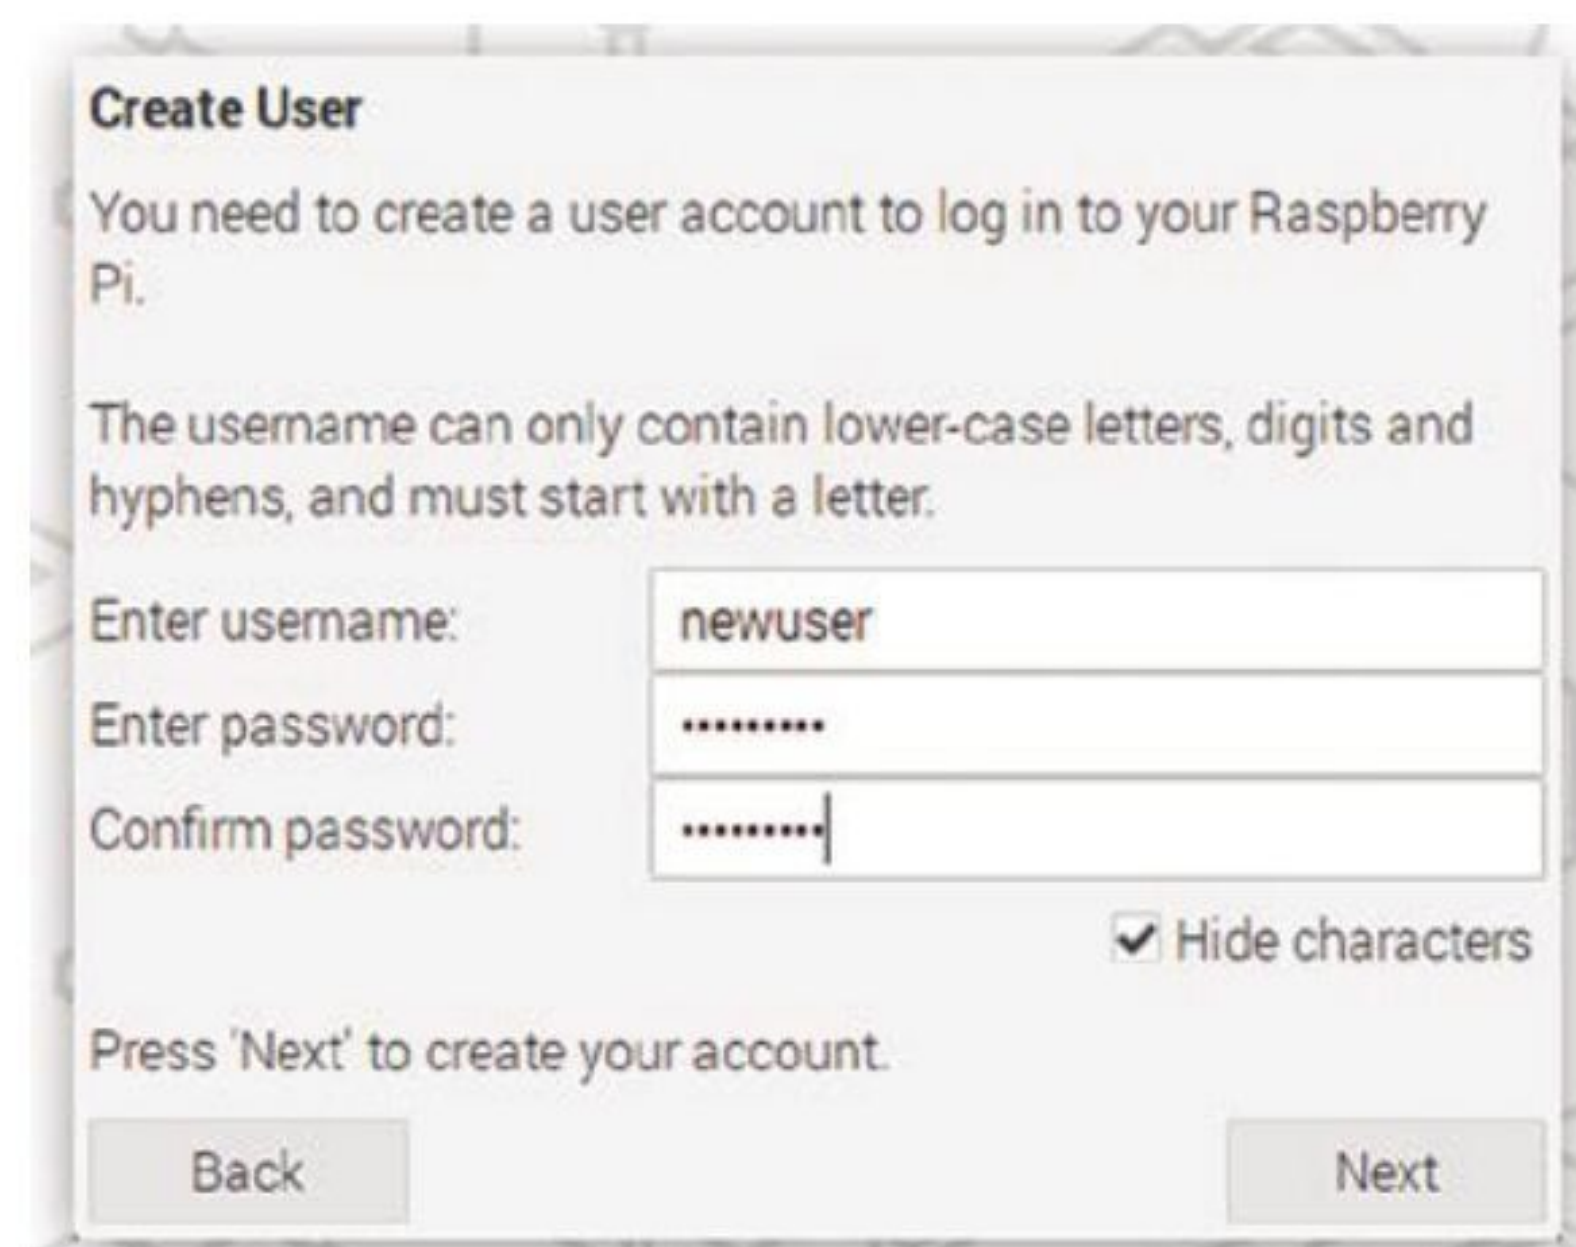 Create User
You need to create a user account to log in to your Raspberry
Pi.
The username can only contain lower-case letters, digits and
hyphens, and must start with a letter.
Enter username: newuser
Enter password: •••••••••
Confirm password: •••••••••
Hide characters
Press 'Next' to create your account.
Back Next